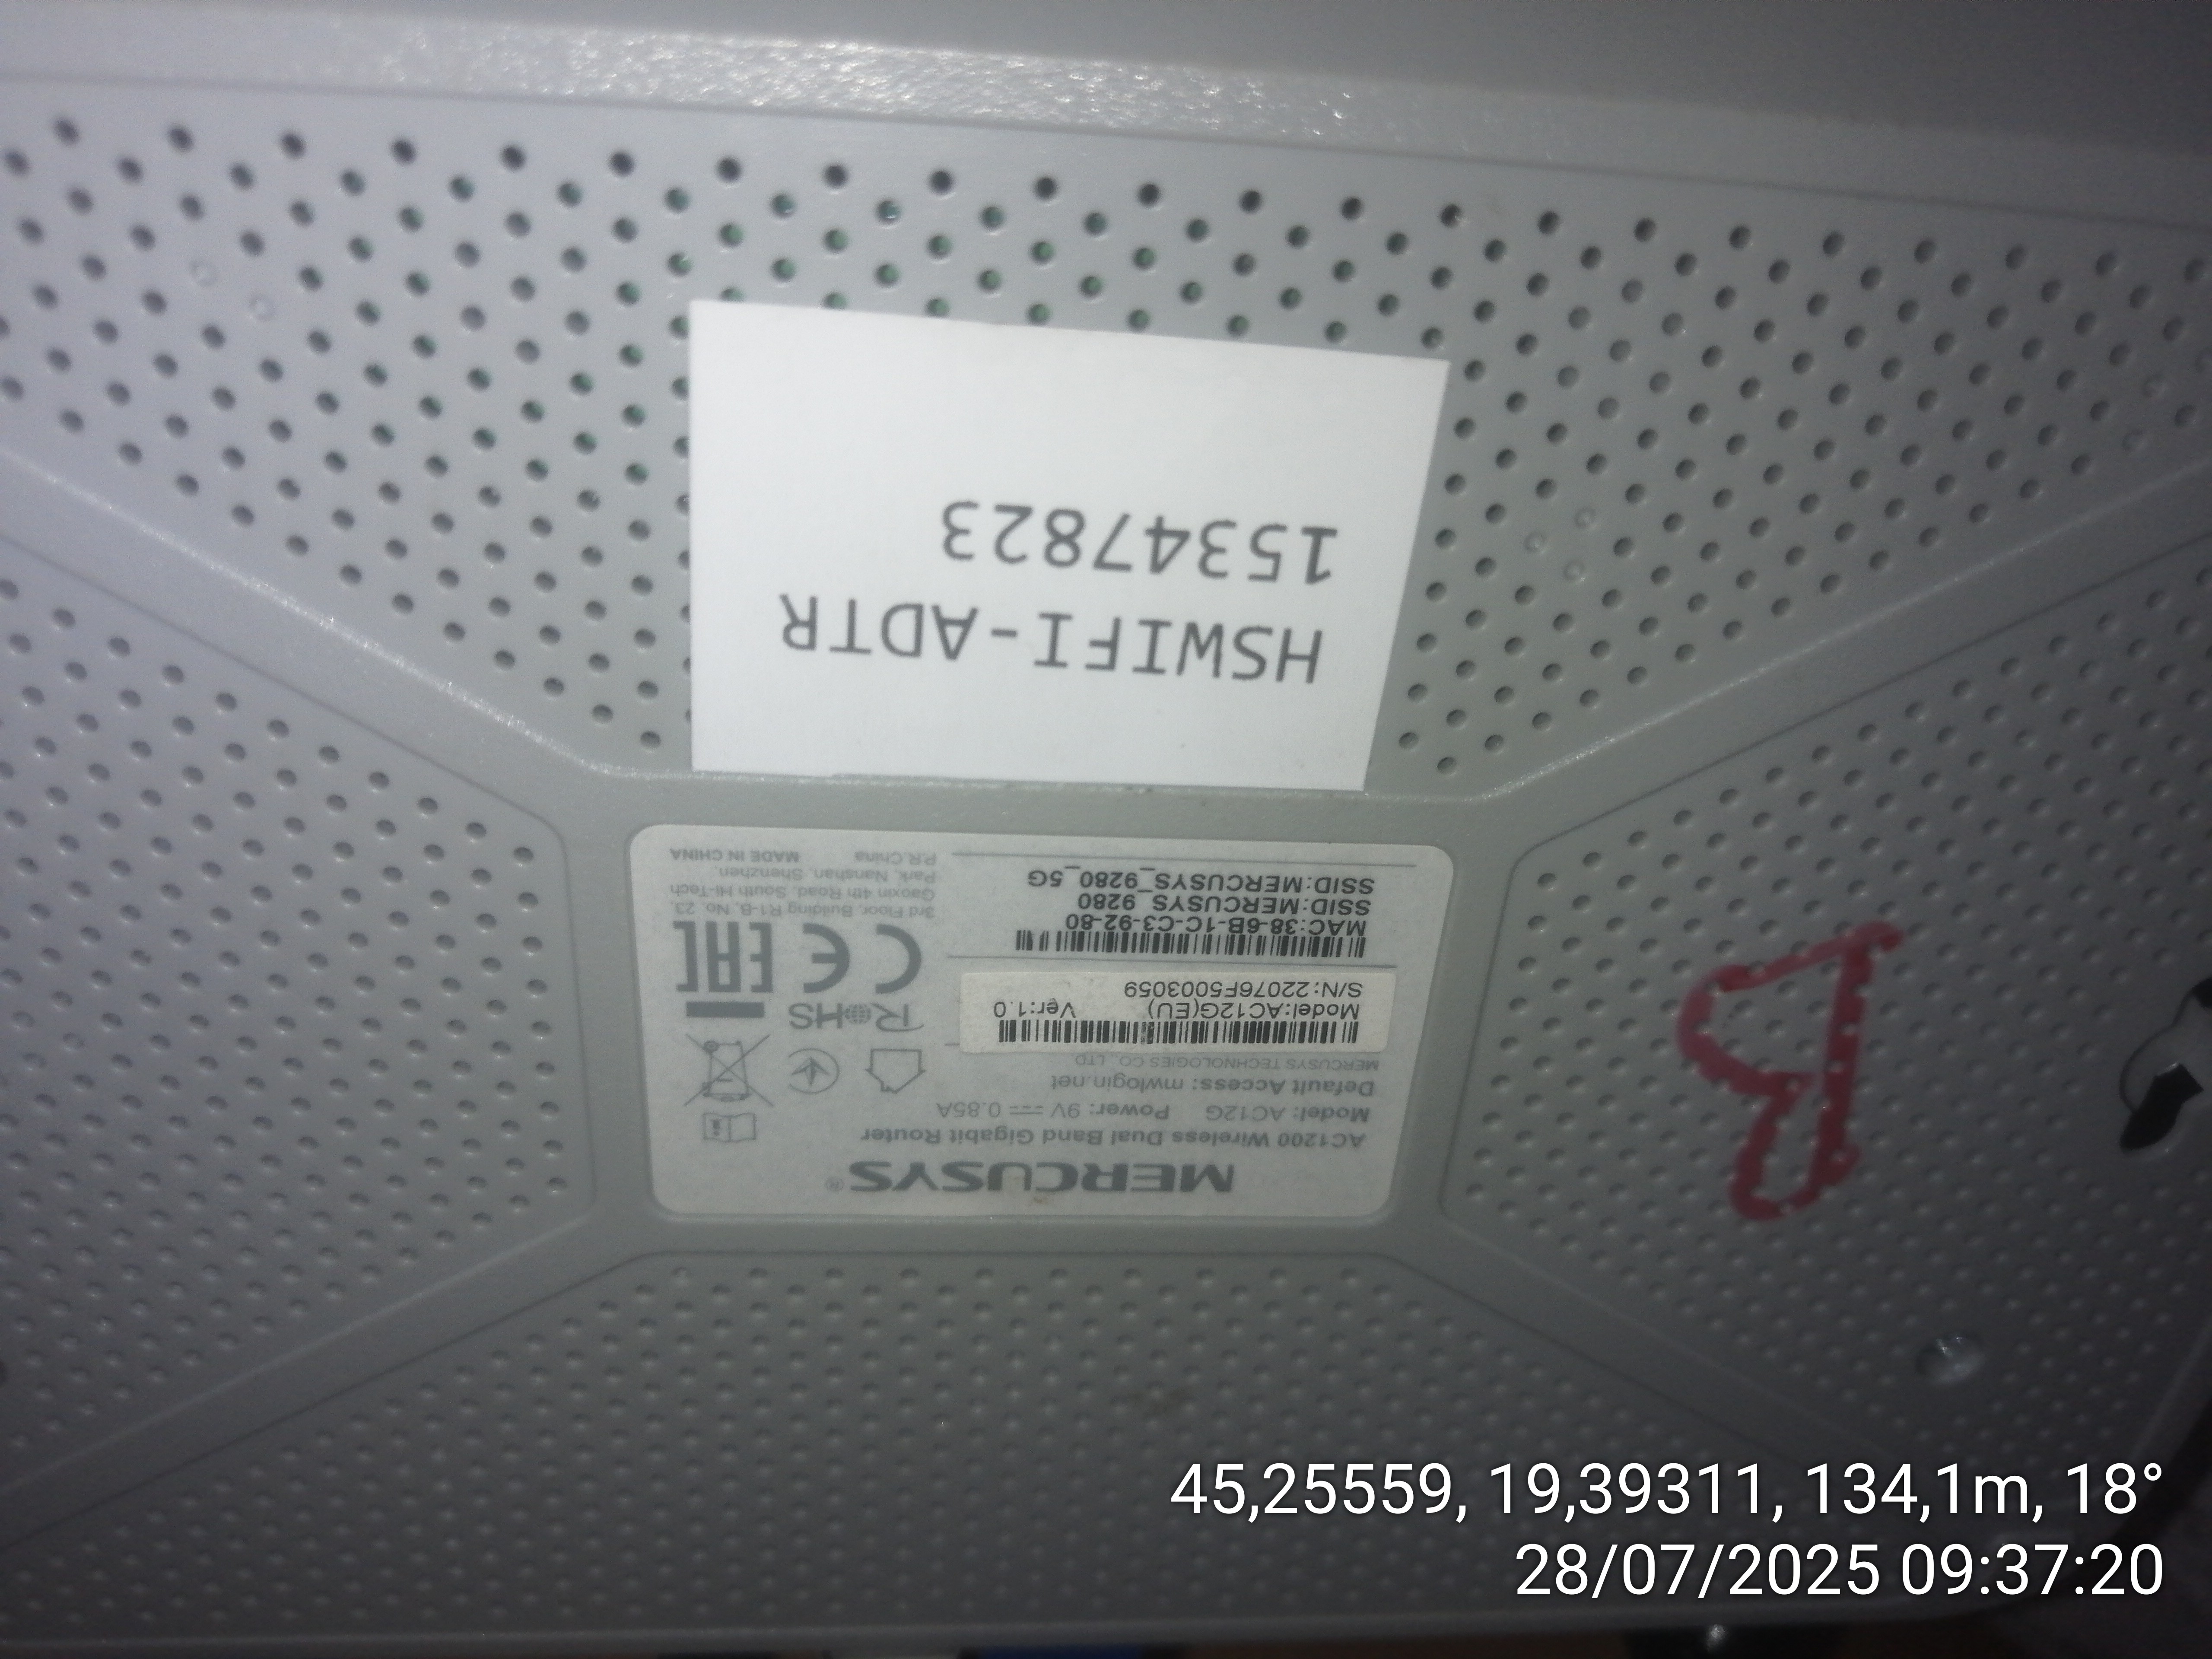 HSWIFI-ADTR
15347823
MERCUSYS®
AC1200 Wireless Dual Band Gigabit Router
Model: AC12G Power: 9V ⎓ 0.85A
Default Access: mwlogin.net
MERCUSYS TECHNOLOGIES CO., LTD.
Model:AC12G(EU) Ver:1.0
S/N:22076F5003059
MAC:38-6B-1C-C3-92-80
SSID:MERCUSYS_9280
SSID:MERCUSYS_9280_5G
RoHS
CE EAC
3rd Floor, Building R1-B, No. 23,
Gaoxin 4th Road, South Hi-Tech
Park, Nanshan, Shenzhen,
P.R.China MADE IN CHINA
B
45,25559, 19,39311, 134,1m, 18°
28/07/2025 09:37:20